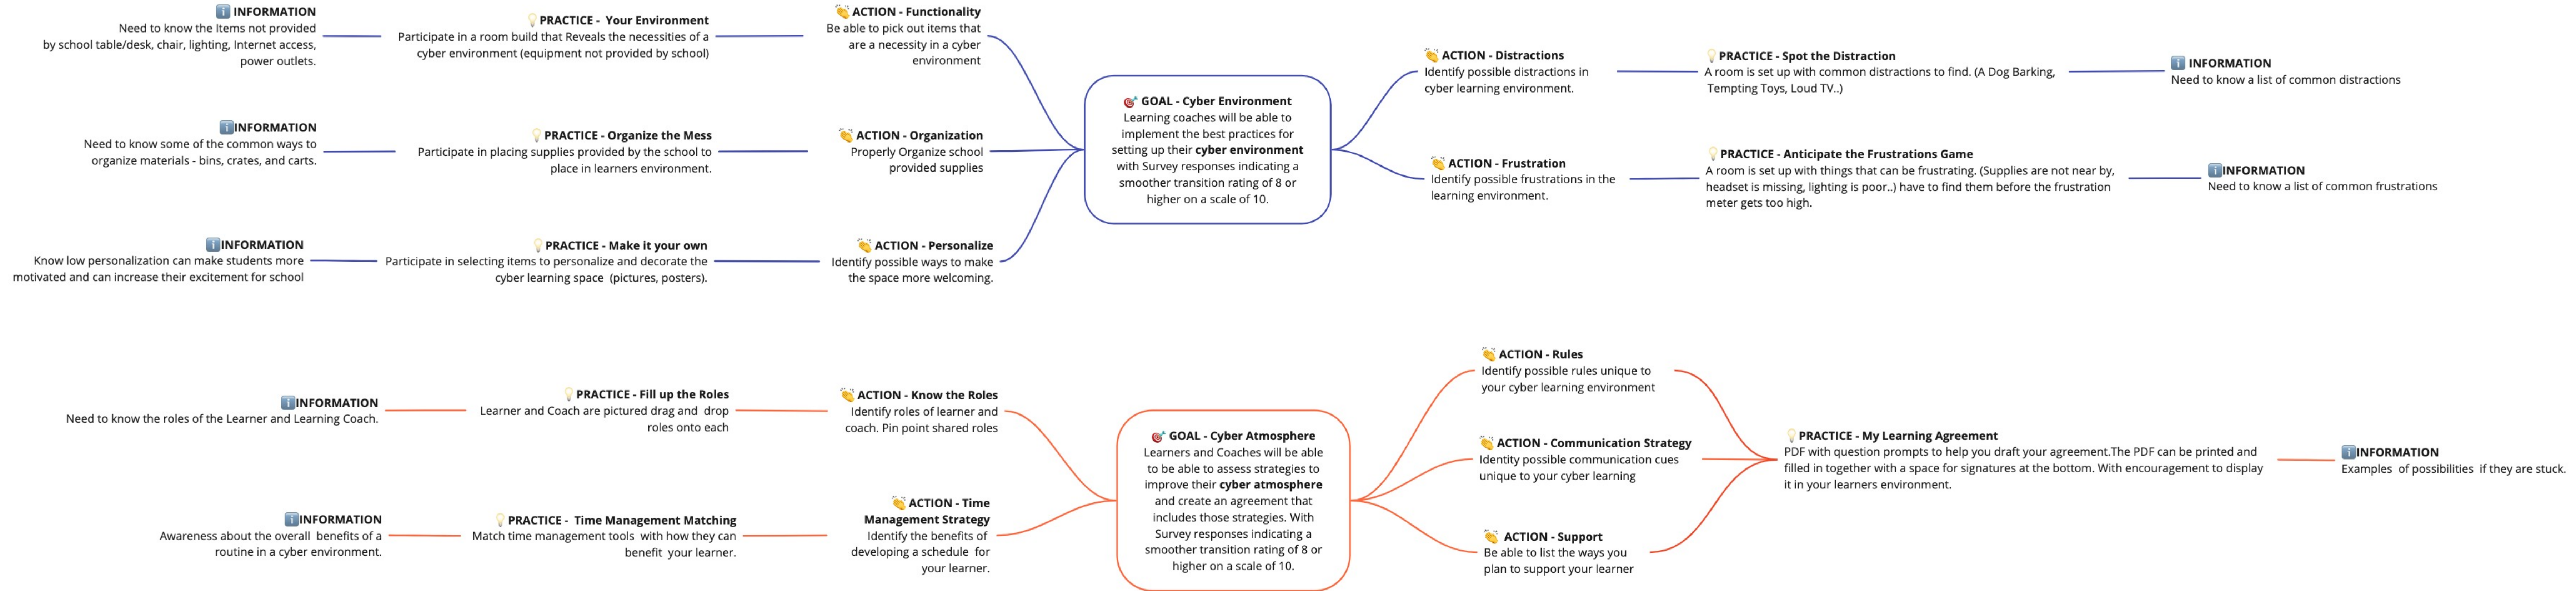 INFORMATION
Need to know the Items not provided
by school table/desk, chair, lighting, Internet access,
power outlets.
PRACTICE - Your Environment
Participate in a room build that Reveals the necessities of a
cyber environment (equipment not provided by school)
ACTION - Functionality
Be able to pick out items that
are a necessity in a cyber
environment
INFORMATION
Need to know some of the common ways to
organize materials - bins, crates, and carts.
PRACTICE - Organize the Mess
Participate in placing supplies provided by the school to
place in learners environment.
ACTION - Organization
Properly Organize school
provided supplies
INFORMATION
Know low personalization can make students more
motivated and can increase their excitement for school
PRACTICE - Make it your own
Participate in selecting items to personalize and decorate the
cyber learning space (pictures, posters).
ACTION - Personalize
Identify possible ways to make
the space more welcoming.
GOAL - Cyber Environment
Learning coaches will be able to
implement the best practices for
setting up their cyber environment
with Survey responses indicating a
smoother transition rating of 8 or
higher on a scale of 10.
ACTION - Distractions
Identify possible distractions in
cyber learning environment.
PRACTICE - Spot the Distraction
A room is set up with common distractions to find. (A Dog Barking,
Tempting Toys, Loud TV..)
INFORMATION
Need to know a list of common distractions
ACTION - Frustration
Identify possible frustrations in the
learning environment.
PRACTICE - Anticipate the Frustrations Game
A room is set up with things that can be frustrating. (Supplies are not near by,
headset is missing, lighting is poor..) have to find them before the frustration
meter gets too high.
INFORMATION
Need to know a list of common frustrations
INFORMATION
Need to know the roles of the Learner and Learning Coach.
PRACTICE - Fill up the Roles
Learner and Coach are pictured drag and drop
roles onto each
ACTION - Know the Roles
Identify roles of learner and
coach. Pin point shared roles
INFORMATION
Awareness about the overall benefits of a
routine in a cyber environment.
PRACTICE - Time Management Matching
Match time management tools with how they can
benefit your learner.
ACTION - Time
Management Strategy
Identify the benefits of
developing a schedule for
your learner.
GOAL - Cyber Atmosphere
Learners and Coaches will be able
to be able to assess strategies to
improve their cyber atmosphere
and create an agreement that
includes those strategies. With
Survey responses indicating a
smoother transition rating of 8 or
higher on a scale of 10.
ACTION - Rules
Identify possible rules unique to
your cyber learning environment
ACTION - Communication Strategy
Identity possible communication cues
unique to your cyber learning
ACTION - Support
Be able to list the ways you
plan to support your learner
PRACTICE - My Learning Agreement
PDF with question prompts to help you draft your agreement.The PDF can be printed and
filled in together with a space for signatures at the bottom. With encouragement to display
it in your learners environment.
INFORMATION
Examples of possibilities if they are stuck.